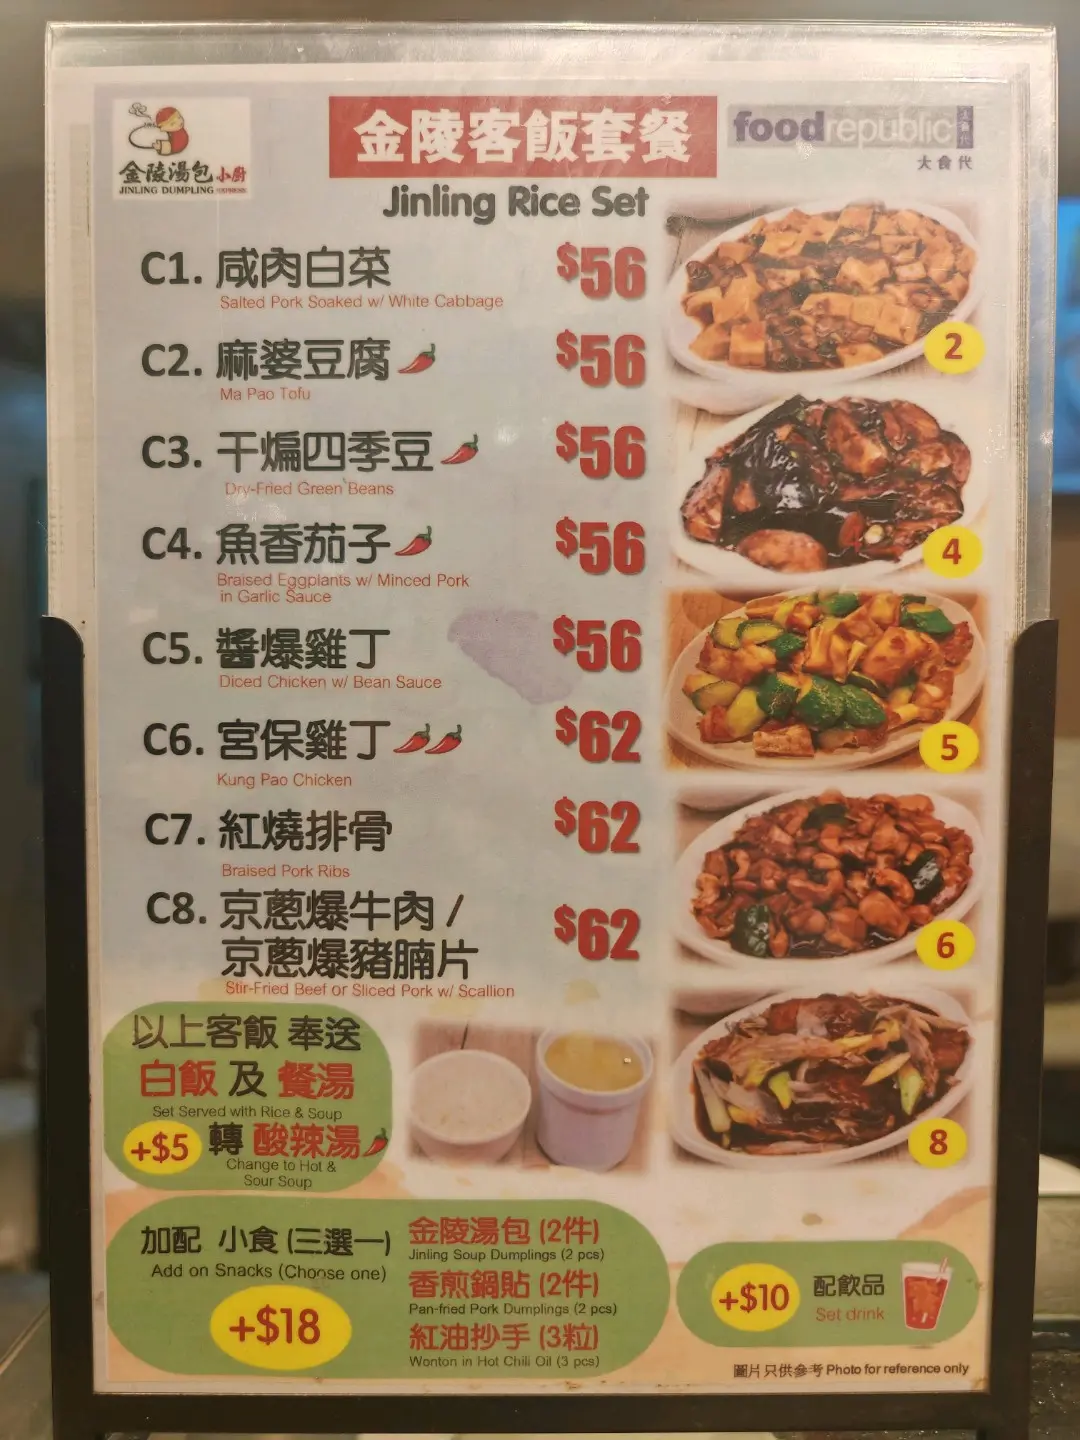 金陵湯包小廚
JINLING DUMPLING
金陵客飯套餐
Jinling Rice Set
foodrepublic
大食代
大食代
C1. 咸肉白菜 $56
Salted Pork Soaked w/ White Cabbage
C2. 麻婆豆腐 $56
Ma Pao Tofu
2
C3. 干煸四季豆 $56
Dry-Fried Green Beans
C4. 魚香茄子 $56
Braised Eggplants w/ Minced Pork
in Garlic Sauce
4
C5. 醬爆雞丁 $56
Diced Chicken w/ Bean Sauce
C6. 宮保雞丁 $62
Kung Pao Chicken
5
C7. 紅燒排骨 $62
Braised Pork Ribs
C8. 京蔥爆牛肉 /
京蔥爆豬腩片 $62
Stir-Fried Beef or Sliced Pork w/ Scallion
6
以上客飯 奉送
白飯 及 餐湯
Set Served with Rice & Soup
+$5 轉 酸辣湯
Change to Hot &
Sour Soup
8
加配 小食 (三選一)
Add on Snacks (Choose one)
+$18
金陵湯包 (2件)
Jinling Soup Dumplings (2 pcs)
香煎鍋貼 (2件)
Pan-fried Pork Dumplings (2 pcs)
紅油抄手 (3粒)
Wonton in Hot Chili Oil (3 pcs)
+$10 配飲品
Set drink
圖片只供參考 Photo for reference only